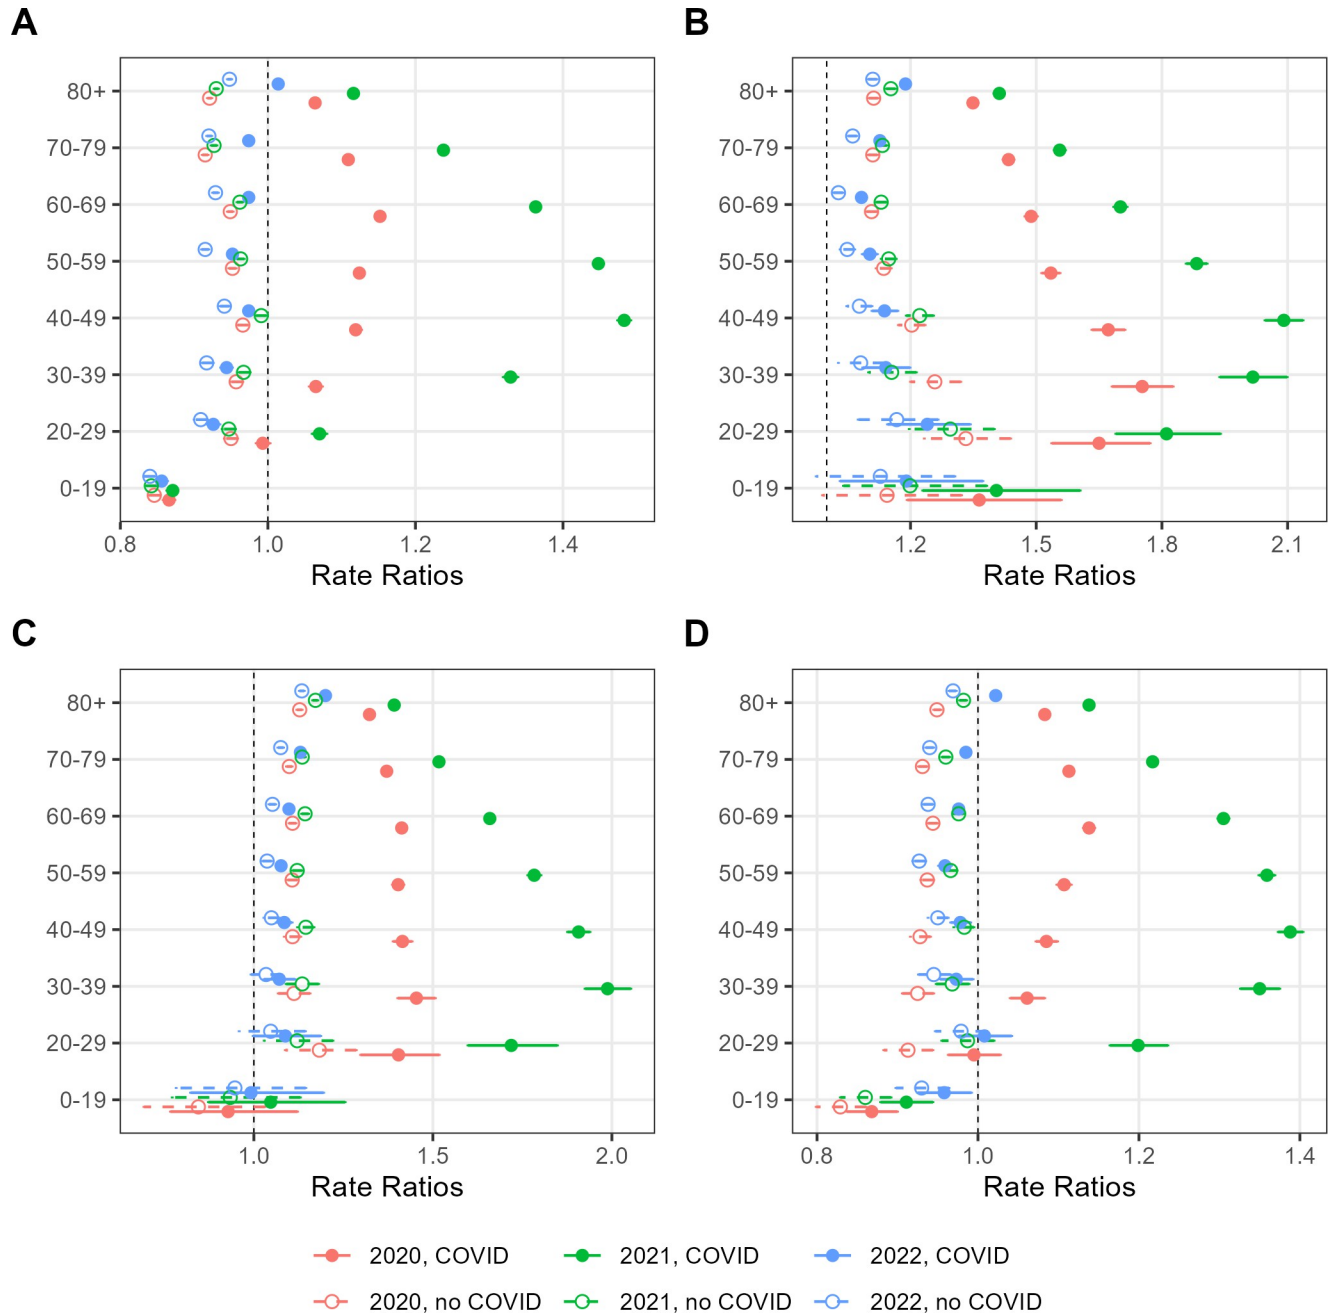 A
80+
70-79
60-69
50-59
40-49
30-39
20-29
0-19
0.8 1.0 1.2 1.4
Rate Ratios
B
80+
70-79
60-69
50-59
40-49
30-39
20-29
0-19
1.2 1.5 1.8 2.1
Rate Ratios
C
80+
70-79
60-69
50-59
40-49
30-39
20-29
0-19
1.0 1.5 2.0
Rate Ratios
D
80+
70-79
60-69
50-59
40-49
30-39
20-29
0-19
0.8 1.0 1.2 1.4
Rate Ratios
2020, COVID 2021, COVID 2022, COVID
2020, no COVID 2021, no COVID 2022, no COVID